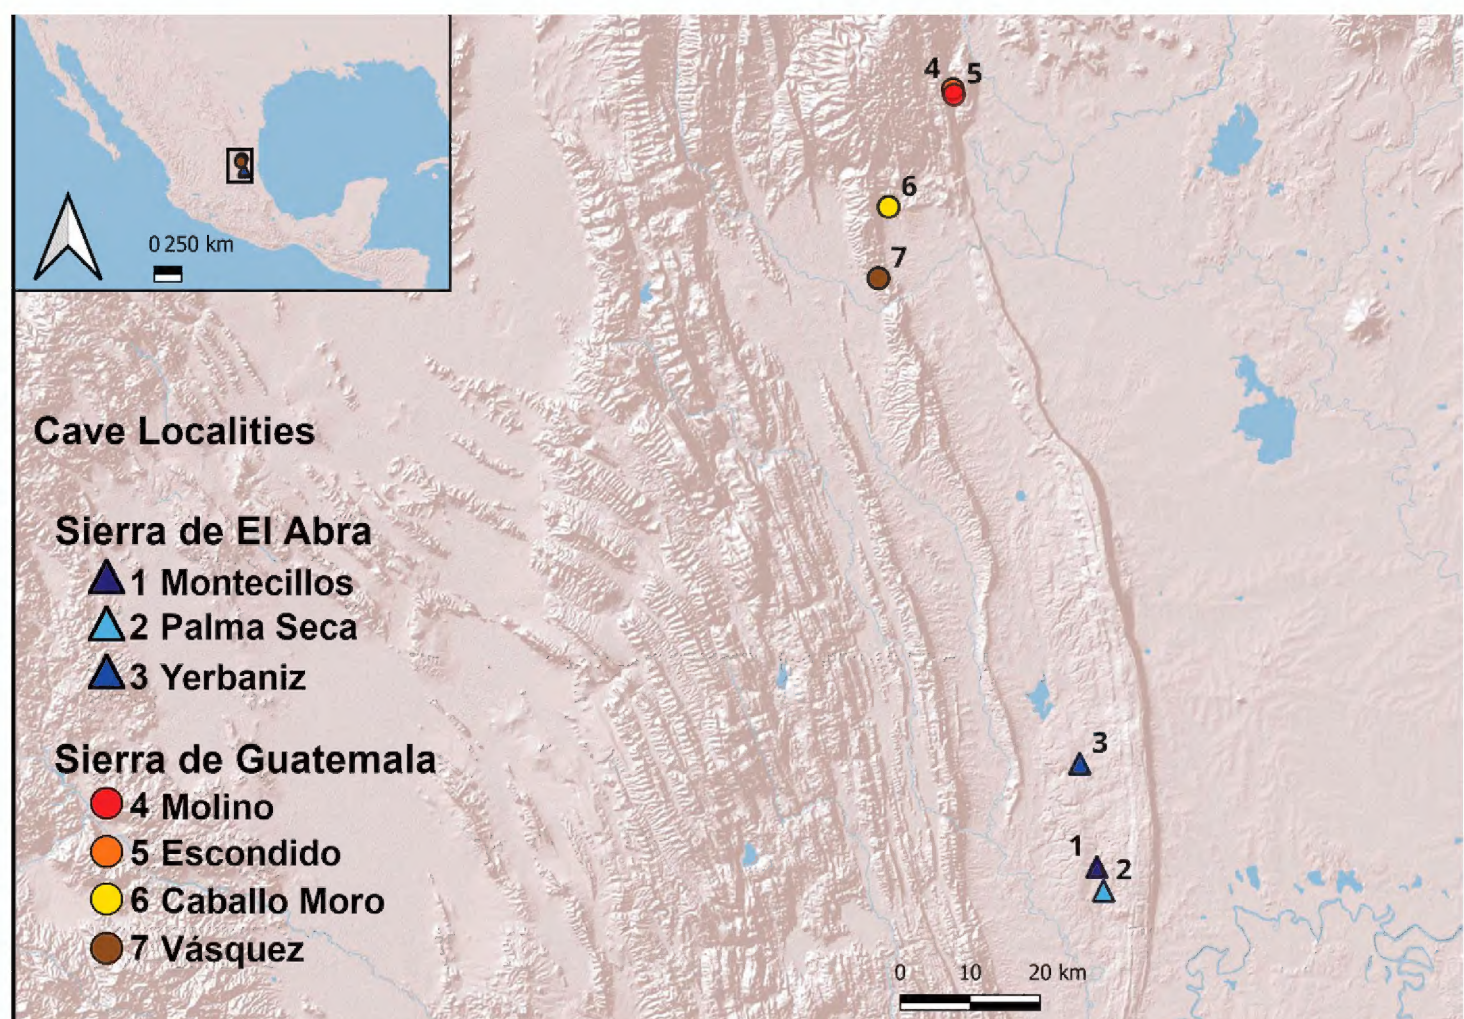 0 250 km
Cave Localities
Sierra de El Abra
1 Montecillos
2 Palma Seca
3 Yerbaniz
Sierra de Guatemala
4 Molino
5 Escondido
6 Caballo Moro
7 Vásquez
4 5
6
7
3
1
2
0 10 20 km